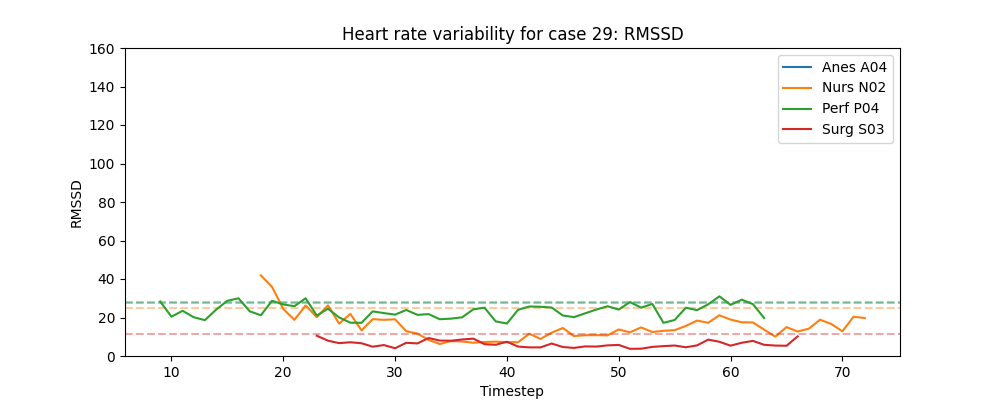 Heart rate variability for case 29: RMSSD
160
140
120
100
80
60
40
20
0
RMSSD
Anes A04
Nurs N02
Perf P04
Surg S03
10
20
30
40
50
60
70
Timestep